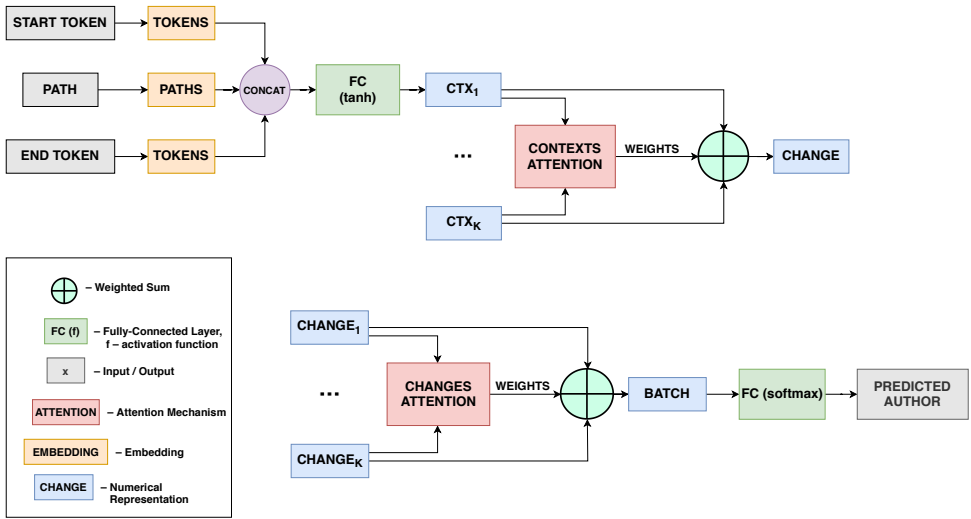 START TOKEN
TOKENS
PATH
PATHS
CONCAT
FC
(tanh)
CTX1
END TOKEN
TOKENS
...
CONTEXTS
ATTENTION
WEIGHTS
CHANGE
CTXK
– Weighted Sum
FC (f)
– Fully-Connected Layer,
f – activation function
x
– Input / Output
ATTENTION
– Attention Mechanism
EMBEDDING
– Embedding
CHANGE
– Numerical
Representation
CHANGE1
...
CHANGES
ATTENTION
WEIGHTS
BATCH
FC (softmax)
PREDICTED
AUTHOR
CHANGEK